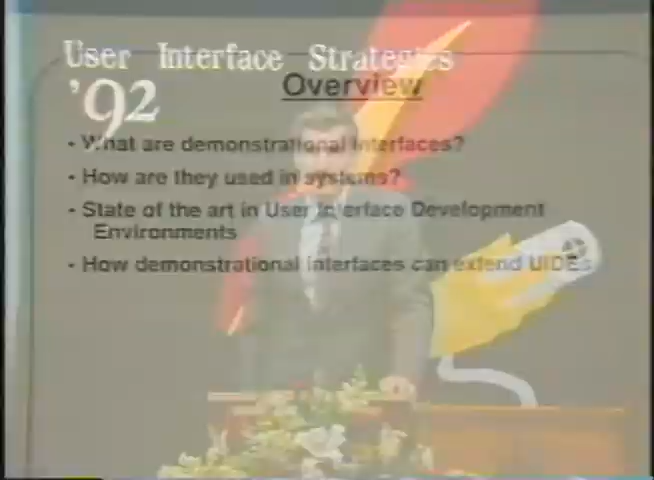 User Interface Strategies
'92
Overview
• What are demonstrational interfaces?
• How are they used in systems?
• State of the art in User Interface Development
Environments
• How demonstrational interfaces can extend UIDEs